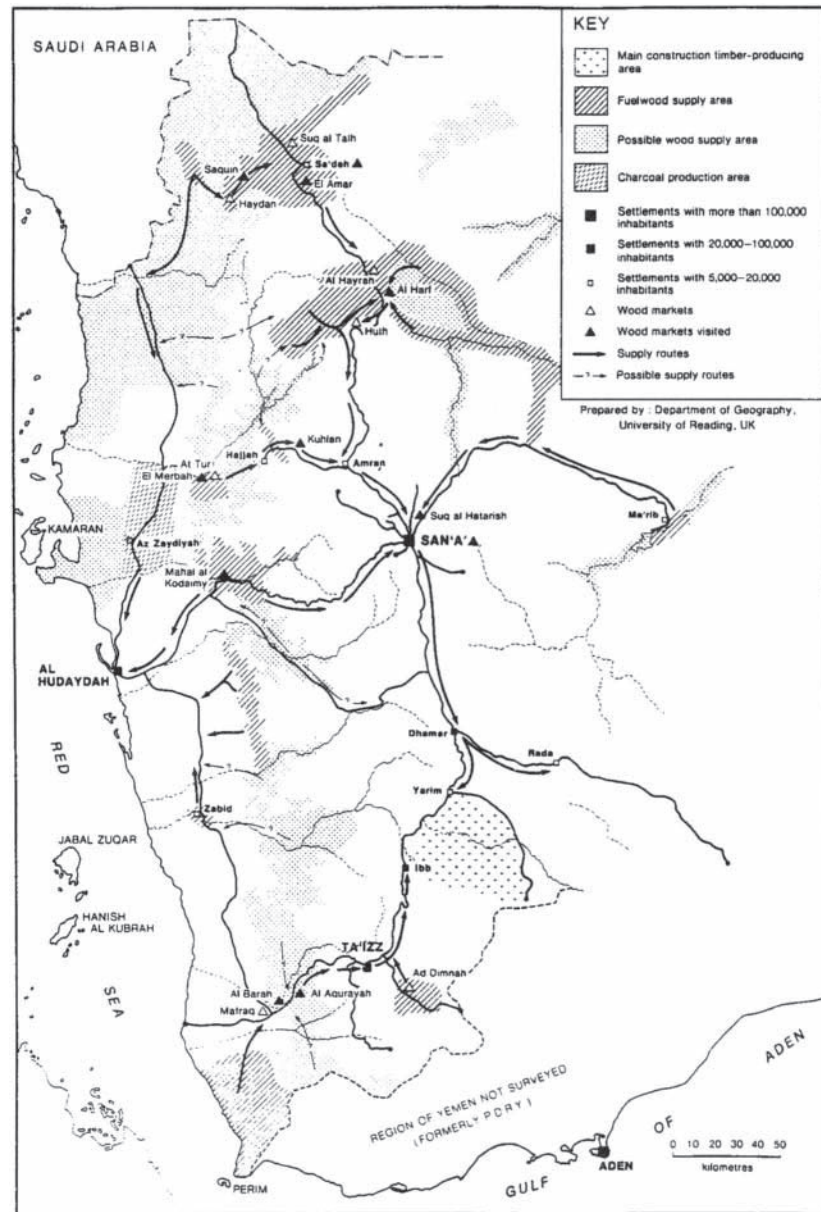 SAUDI ARABIA
KEY
Main construction timber-producing
area
Fuelwood supply area
Possible wood supply area
Charcoal production area
Settlements with more than 100,000
inhabitants
Settlements with 20,000–100,000
inhabitants
Settlements with 5,000–20,000
inhabitants
Wood markets
Wood markets visited
Supply routes
Possible supply routes
Prepared by : Department of Geography,
University of Reading, UK
Suq al Talh
Sa'deh
Saquin
El Amar
Haydan
Al Hayran
Al Harf
Huth
Kuhlan
Hajjah
Amran
At Tur
El Merbah
Suq al Hatarish
Ma'rib
KAMARAN
SAN'A'
Az Zaydiyah
Mahal al
Kodaimy
AL
HUDAYDAH
RED
SEA
Dhamar
Rada
Yarim
Zabid
JABAL ZUQAR
Ibb
HANISH
AL KUBRAH
TA'IZZ
Ad Dimnah
Al Barah
Al Aqurayah
Mafraq
REGION OF YEMEN NOT SURVEYED
(FORMERLY PDRY)
GULF
OF
ADEN
ADEN
PERIM
0 10 20 30 40 50
kilometres